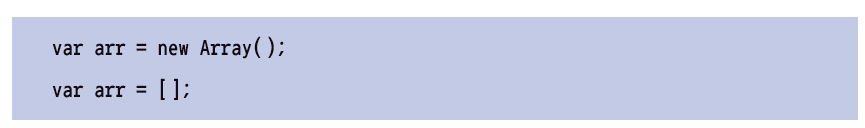 var arr = new Array();
var arr = [];